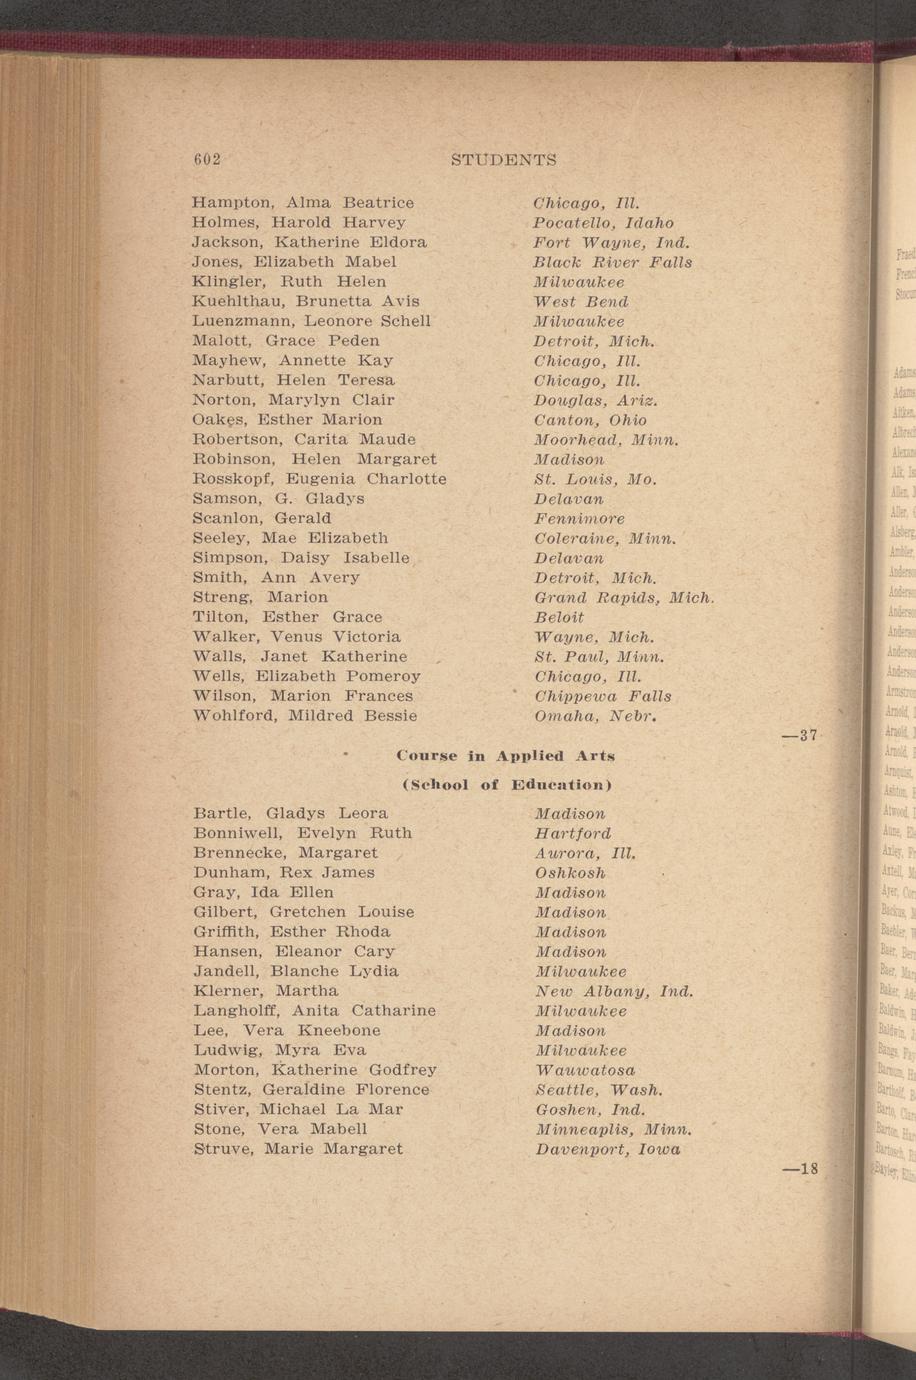 602 STUDENTS
Hampton, Alma Beatrice Chicago, Ill.
Holmes, Harold Harvey Pocatello, Idaho
Jackson, Katherine Eldora Fort Wayne, Ind.
Jones, Elizabeth Mabel Black River Falls
Klingler, Ruth Helen Milwaukee
Kuehlthau, Brunetta Avis West Bend
Luenzmann, Leonore Schell Milwaukee
Malott, Grace Peden Detroit, Mich.
Mayhew, Annette Kay Chicago, Ill.
Narbutt, Helen Teresa Chicago, Ill.
Norton, Marylyn Clair Douglas, Ariz.
Oakes, Esther Marion Canton, Ohio
Robertson, Carita Maude Moorhead, Minn.
Robinson, Helen Margaret Madison
Rosskopf, Eugenia Charlotte St. Louis, Mo.
Samson, G. Gladys Delavan
Scanlon, Gerald Fennimore
Seeley, Mae Elizabeth Coleraine, Minn.
Simpson, Daisy Isabelle Delavan
Smith, Ann Avery Detroit, Mich.
Streng, Marion Grand Rapids, Mich.
Tilton, Esther Grace Beloit
Walker, Venus Victoria Wayne, Mich.
Walls, Janet Katherine St. Paul, Minn.
Wells, Elizabeth Pomeroy Chicago, Ill.
Wilson, Marion Frances Chippewa Falls
Wohlford, Mildred Bessie Omaha, Nebr.
—37
Course in Applied Arts
(School of Education)
Bartle, Gladys Leora Madison
Bonniwell, Evelyn Ruth Hartford
Brennecke, Margaret Aurora, Ill.
Dunham, Rex James Oshkosh
Gray, Ida Ellen Madison
Gilbert, Gretchen Louise Madison
Griffith, Esther Rhoda Madison
Hansen, Eleanor Cary Madison
Jandell, Blanche Lydia Milwaukee
Klerner, Martha New Albany, Ind.
Langholff, Anita Catharine Milwaukee
Lee, Vera Kneebone Madison
Ludwig, Myra Eva Milwaukee
Morton, Katherine Godfrey Wauwatosa
Stentz, Geraldine Florence Seattle, Wash.
Stiver, Michael La Mar Goshen, Ind.
Stone, Vera Mabell Minneaplis, Minn.
Struve, Marie Margaret Davenport, Iowa
—18